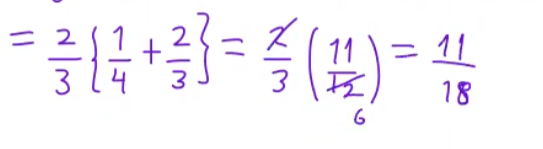 = 2/3 {1/4 + 2/3} = 2/3 (11/12) = 11/18
6